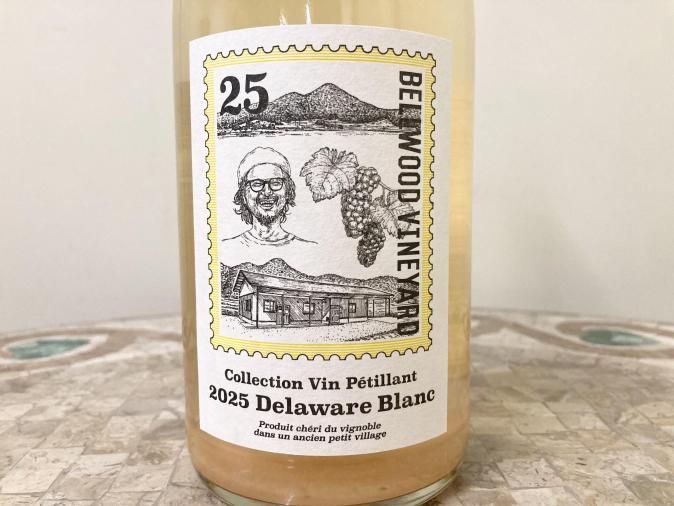 25
BELLWOOD VINEYARD
Collection Vin Pétillant
2025 Delaware Blanc
Produit chéri du vignoble
dans un ancien petit village